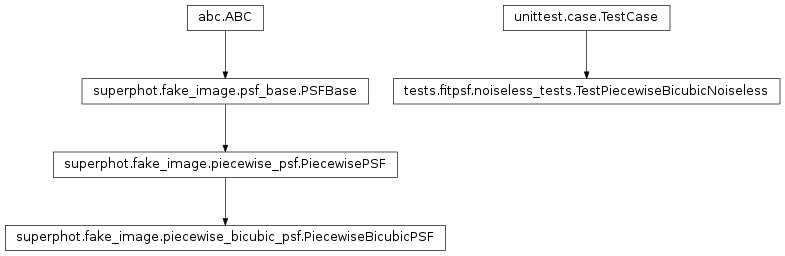 abc.ABC
unittest.case.TestCase
superphot.fake_image.psf_base.PSFBase
tests.fitpsf.noiseless_tests.TestPiecewiseBicubicNoiseless
superphot.fake_image.piecewise_psf.PiecewisePSF
superphot.fake_image.piecewise_bicubic_psf.PiecewiseBicubicPSF